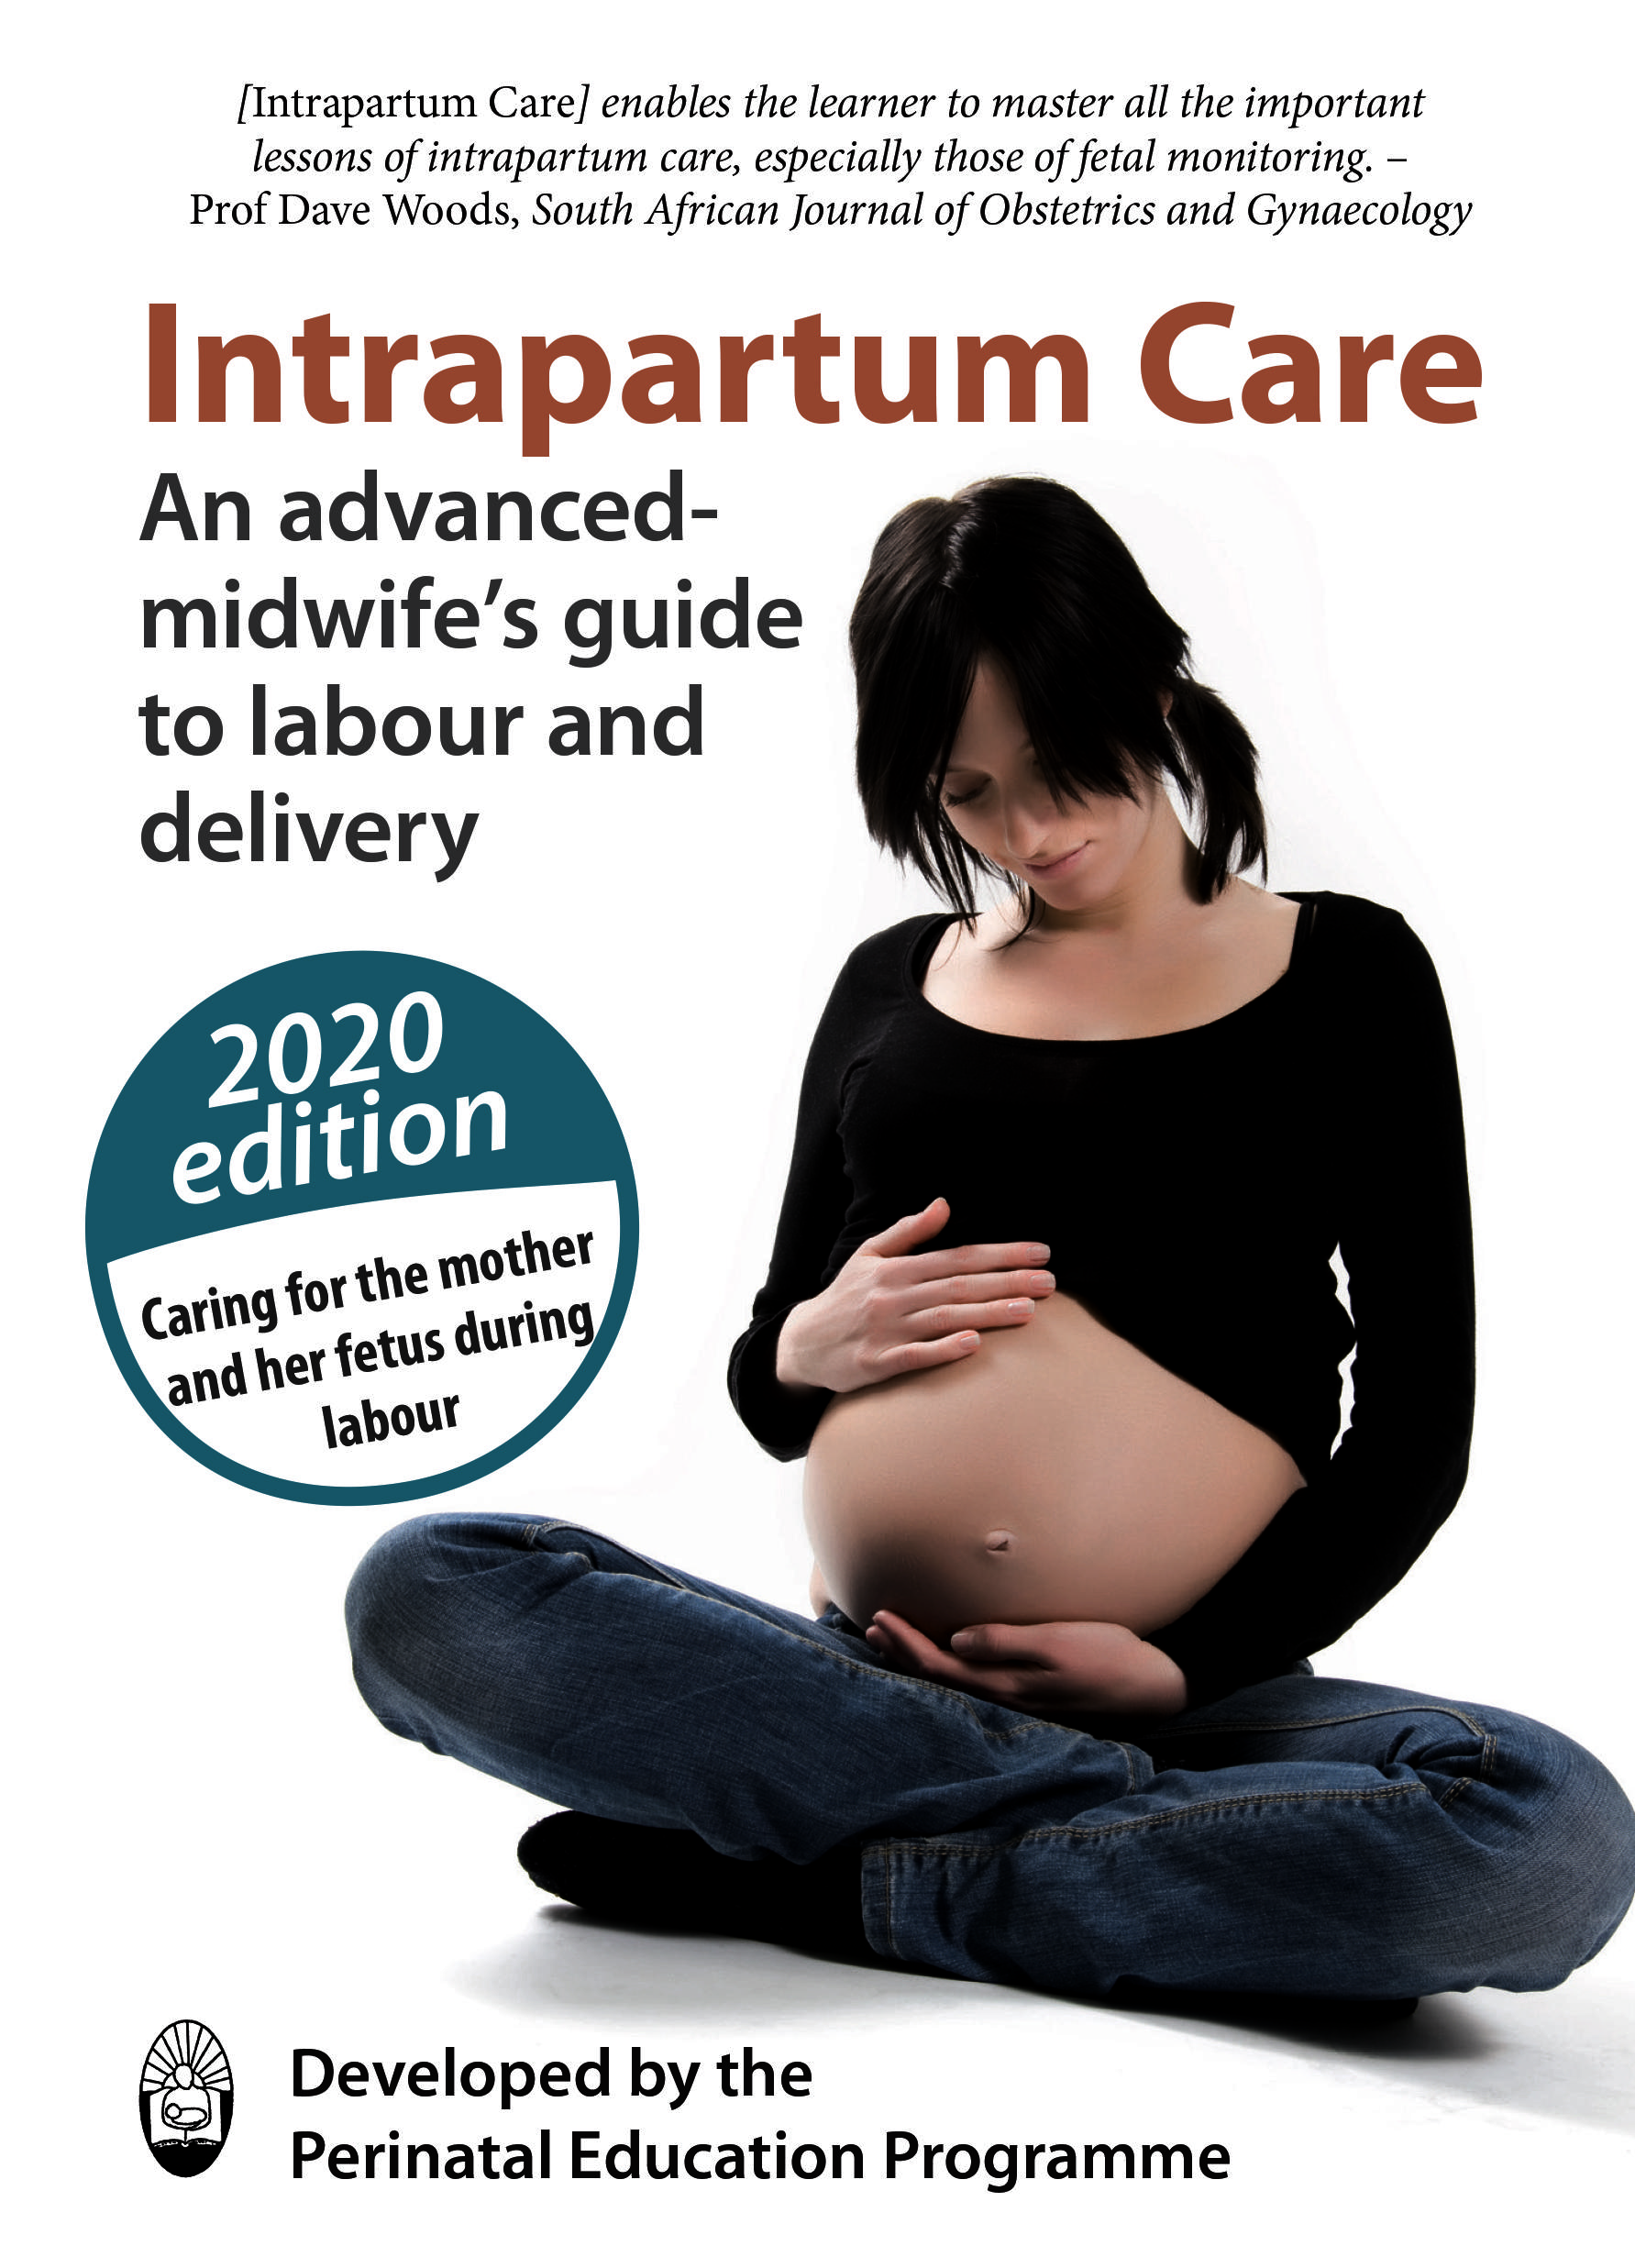 [Intrapartum Care] enables the learner to master all the important
lessons of intrapartum care, especially those of fetal monitoring. –
Prof Dave Woods, South African Journal of Obstetrics and Gynaecology
Intrapartum Care
An advanced-
midwife’s guide
to labour and
delivery
2020
edition
Caring for the mother
and her fetus during
labour
Developed by the
Perinatal Education Programme